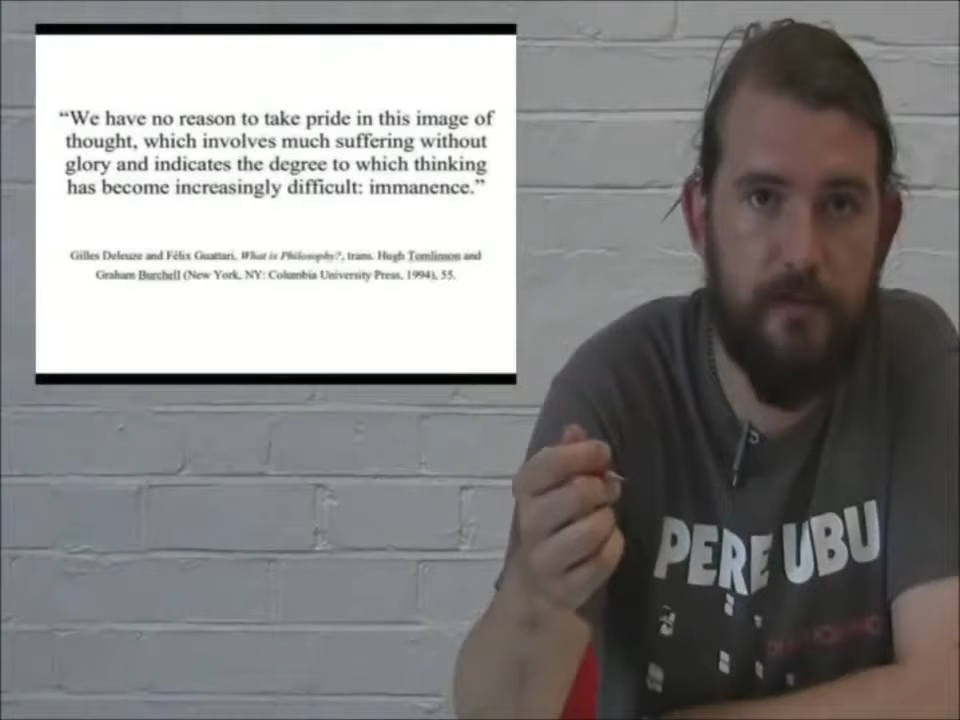 “We have no reason to take pride in this image of
thought, which involves much suffering without
glory and indicates the degree to which thinking
has become increasingly difficult: immanence.”
Gilles Deleuze and Félix Guattari, What is Philosophy?, trans. Hugh Tomlinson and
Graham Burchell (New York, NY: Columbia University Press, 1994), 55.
PERE UBU